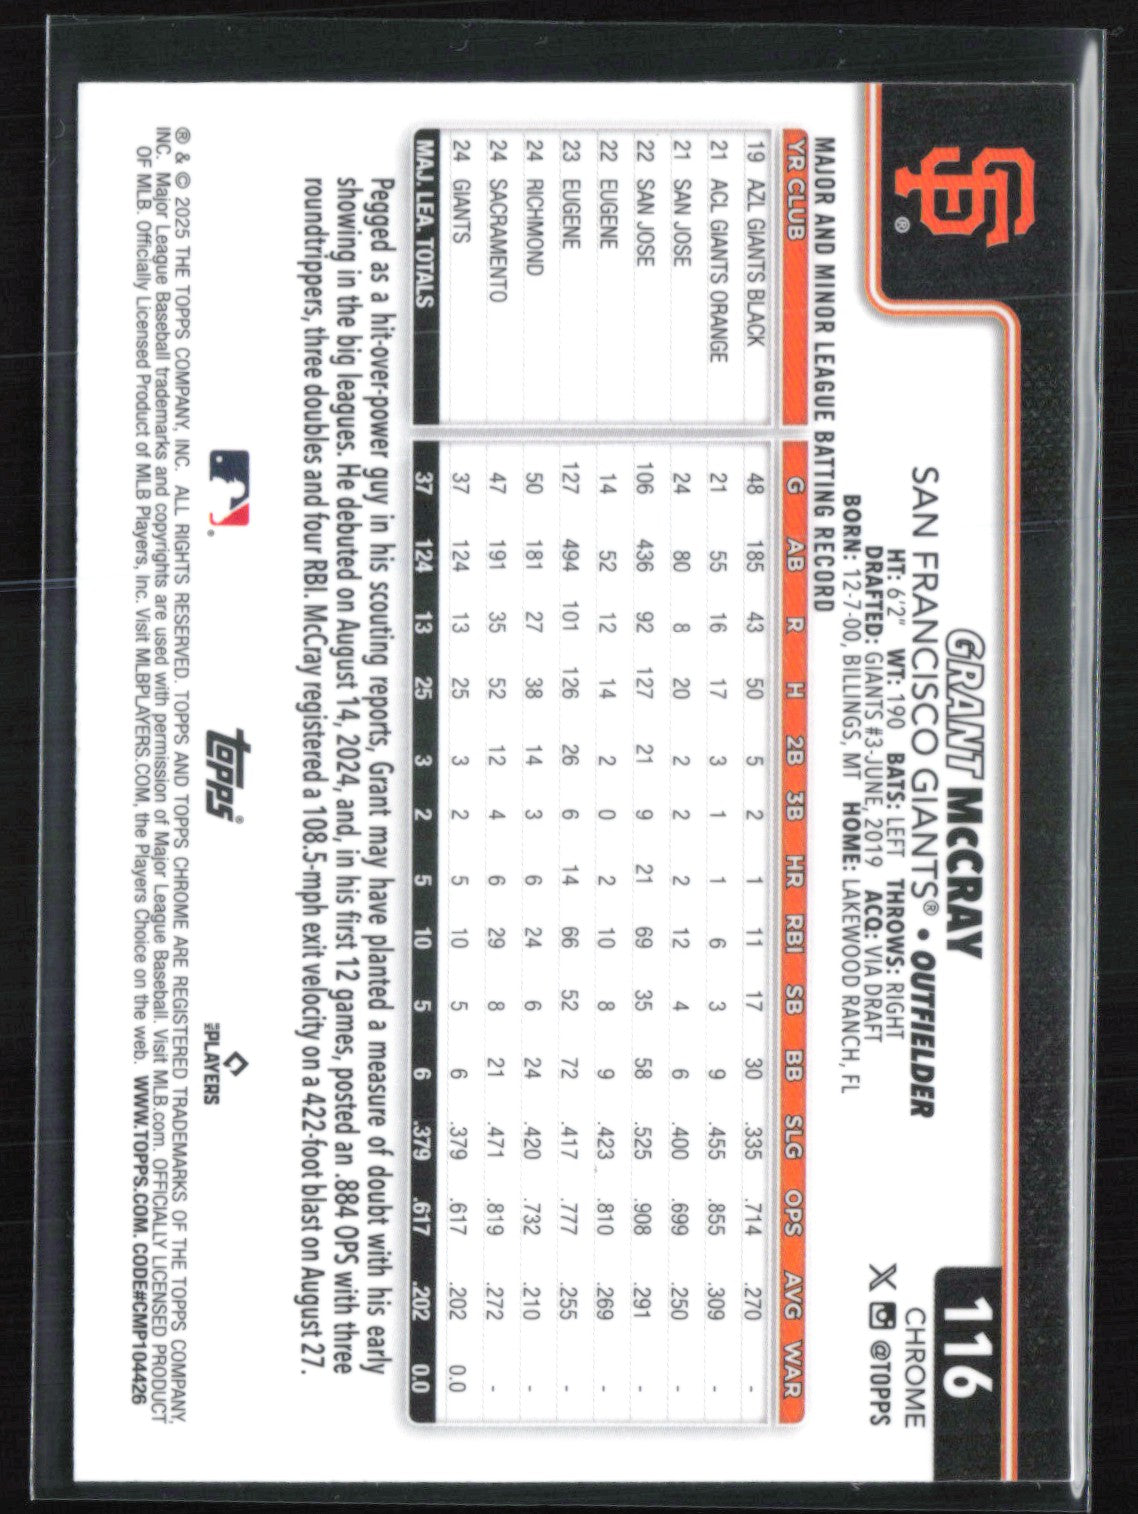 SF®
116
GRANT McCRAY
CHROME
SAN FRANCISCO GIANTS® • OUTFIELDER
@TOPPS
HT: 6'2" WT: 190 BATS: LEFT THROWS: RIGHT
DRAFTED: GIANTS #3-JUNE, 2019 ACQ: VIA DRAFT
BORN: 12-7-00, BILLINGS, MT HOME: LAKEWOOD RANCH, FL
MAJOR AND MINOR LEAGUE BATTING RECORD
YR CLUB G AB R H 2B 3B HR RBI SB BB SLG OPS AVG WAR
19 AZL GIANTS BLACK 48 185 43 50 5 2 1 11 17 30 .335 .714 .270 -
21 ACL GIANTS ORANGE 21 55 16 17 3 1 1 6 3 9 .455 .855 .309 -
21 SAN JOSE 24 80 8 20 2 2 2 12 4 6 .400 .699 .250 -
22 SAN JOSE 106 436 92 127 21 9 21 69 35 58 .525 .908 .291 -
22 EUGENE 14 52 12 14 2 0 2 10 8 9 .423 .810 .269 -
23 EUGENE 127 494 101 126 26 6 14 66 52 72 .417 .777 .255 -
24 RICHMOND 50 181 27 38 14 3 6 24 6 24 .420 .732 .210 -
24 SACRAMENTO 47 191 35 52 12 4 6 29 8 21 .471 .819 .272 -
24 GIANTS 37 124 13 25 3 2 5 10 5 6 .379 .617 .202 0.0
MAJ. LEA. TOTALS 37 124 13 25 3 2 5 10 5 6 .379 .617 .202 0.0
Pegged as a hit-over-power guy in his scouting reports, Grant may have planted a measure of doubt with his early
showing in the big leagues. He debuted on August 14, 2024, and, in his first 12 games, posted an .884 OPS with three
roundtrippers, three doubles and four RBI. McCray registered a 108.5-mph exit velocity on a 422-foot blast on August 27.
topps®
MLB PLAYERS
® & © 2025 THE TOPPS COMPANY, INC. ALL RIGHTS RESERVED. TOPPS AND TOPPS CHROME ARE REGISTERED TRADEMARKS OF THE TOPPS COMPANY,
INC. Major League Baseball trademarks and copyrights are used with permission of Major League Baseball. Visit MLB.com. OFFICIALLY LICENSED PRODUCT
OF MLB. Officially Licensed Product of MLB Players, Inc. Visit MLBPLAYERS.COM, the Players Choice on the web. WWW.TOPPS.COM. CODE#CMP104426